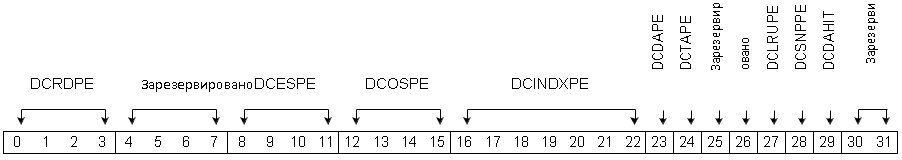 DCRDPE ЗарезервированоDCESPE DCOSPE DCINDXPE DCDAPE DCTAPE Зарезервир овано DCLRUPE DCSNPPE DCDAHIT Зарезерви
0 1 2 3 4 5 6 7 8 9 10 11 12 13 14 15 16 17 18 19 20 21 22 23 24 25 26 27 28 29 30 31